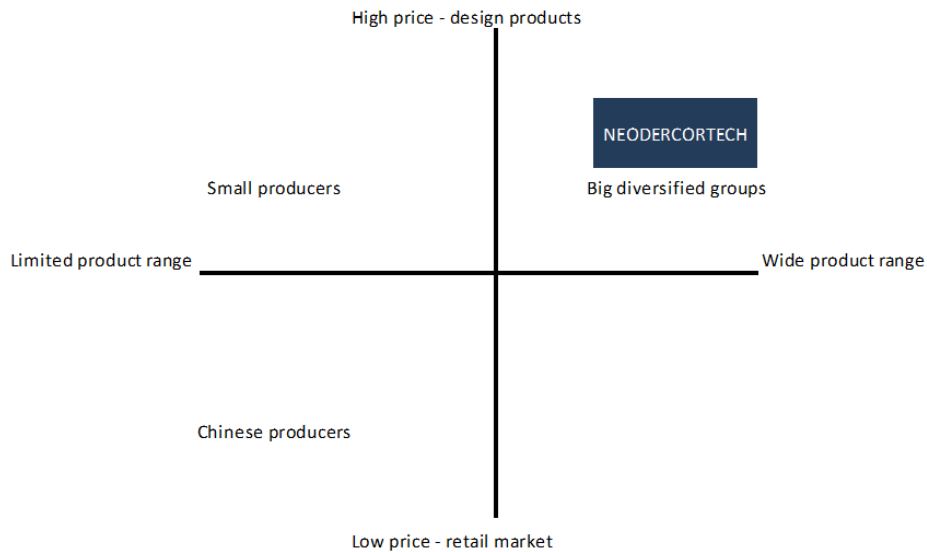 High price - design products
NEODERCORTECH
Small producers
Big diversified groups
Limited product range
Wide product range
Chinese producers
Low price - retail market